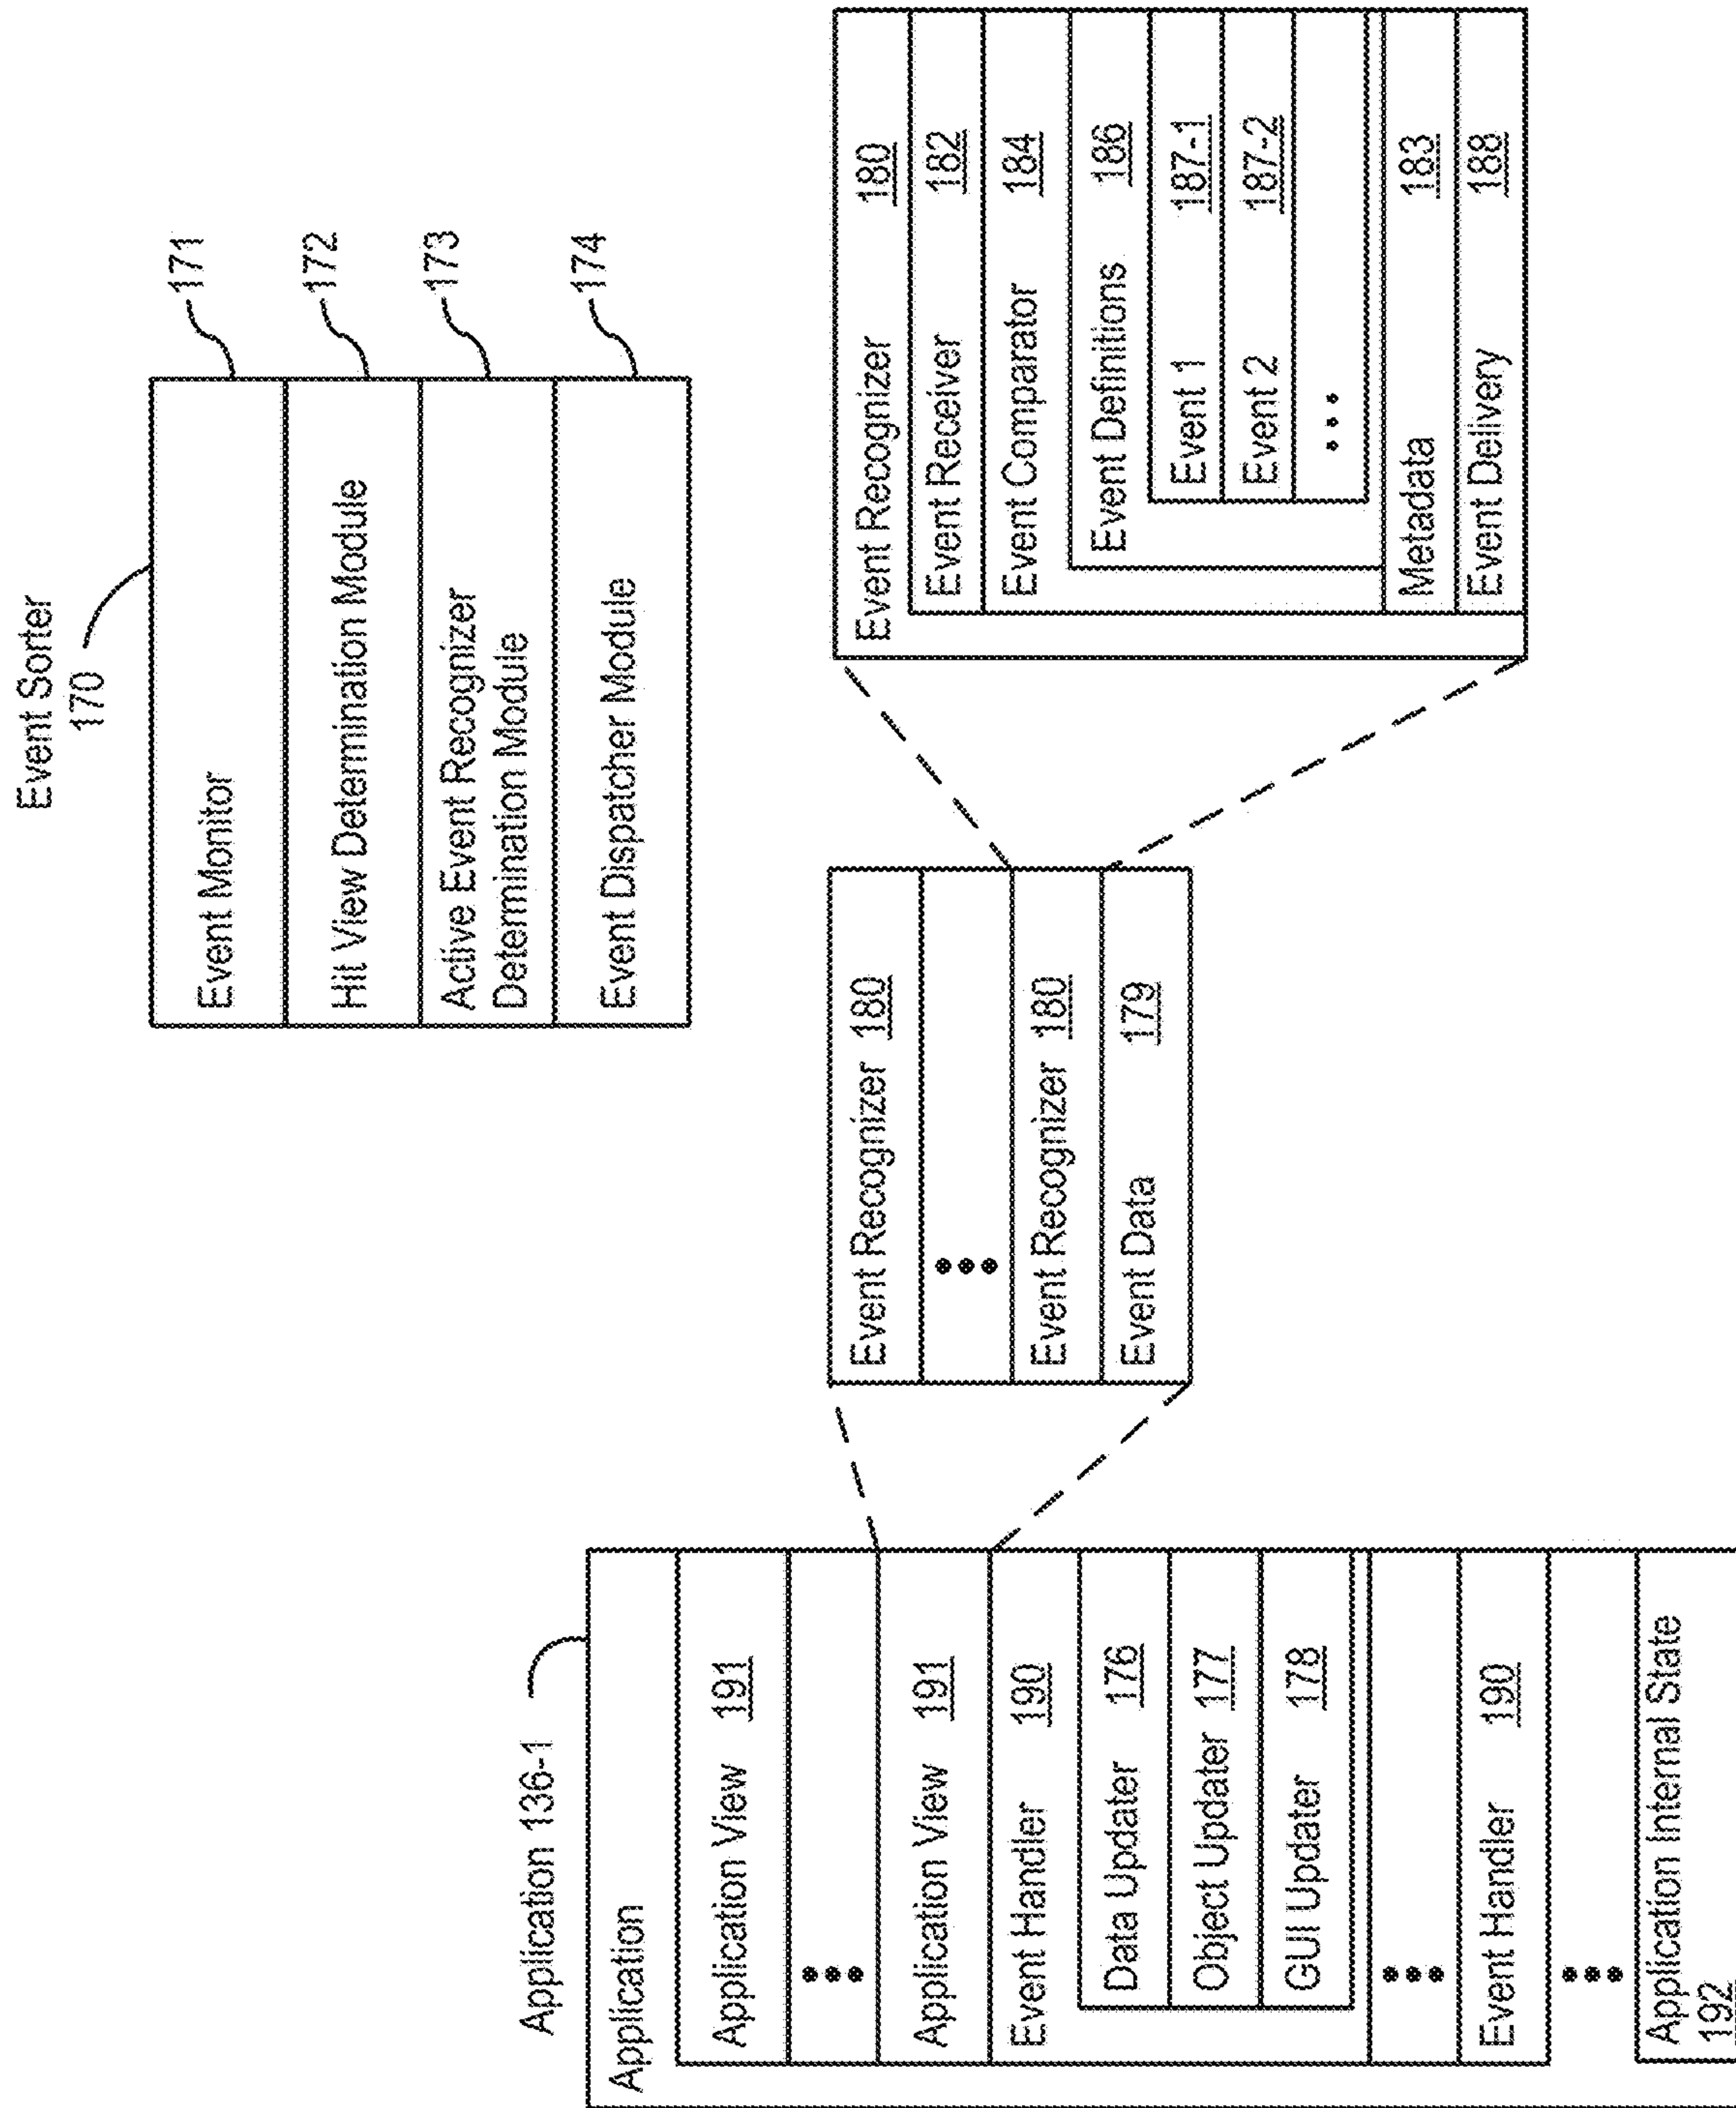 Event Sorter
170
Event Monitor
171
Hit View Determination Module
172
Active Event Recognizer
Determination Module
173
Event Dispatcher Module
174
Application 136-1
Application
Application View 191
•••
Application View 191
Event Handler 190
Data Updater 176
Object Updater 177
GUI Updater 178
•••
Event Handler 190
•••
Application Internal State
192
Event Recognizer 180
•••
Event Recognizer 180
Event Data 179
Event Recognizer 180
Event Receiver 182
Event Comparator 184
Event Definitions 186
Event 1 187-1
Event 2 187-2
•••
Metadata 183
Event Delivery 188